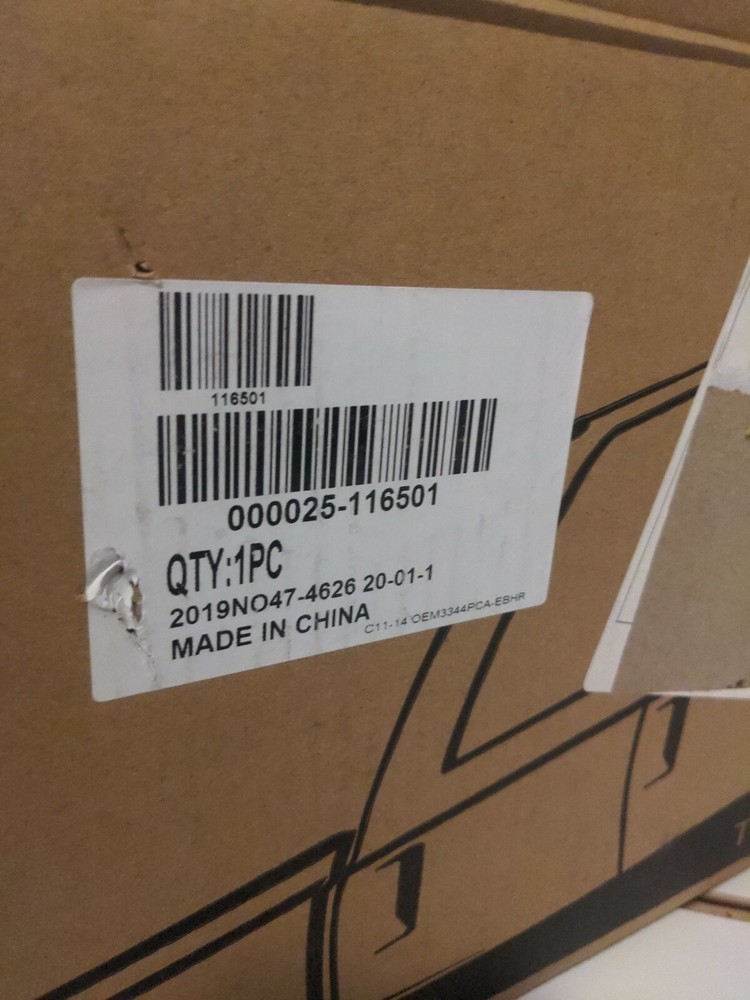 116501
000025-116501
QTY:1PC
2019NO47-4626 20-01-1
MADE IN CHINA
C11-14 OEM3344PCA-EBHR